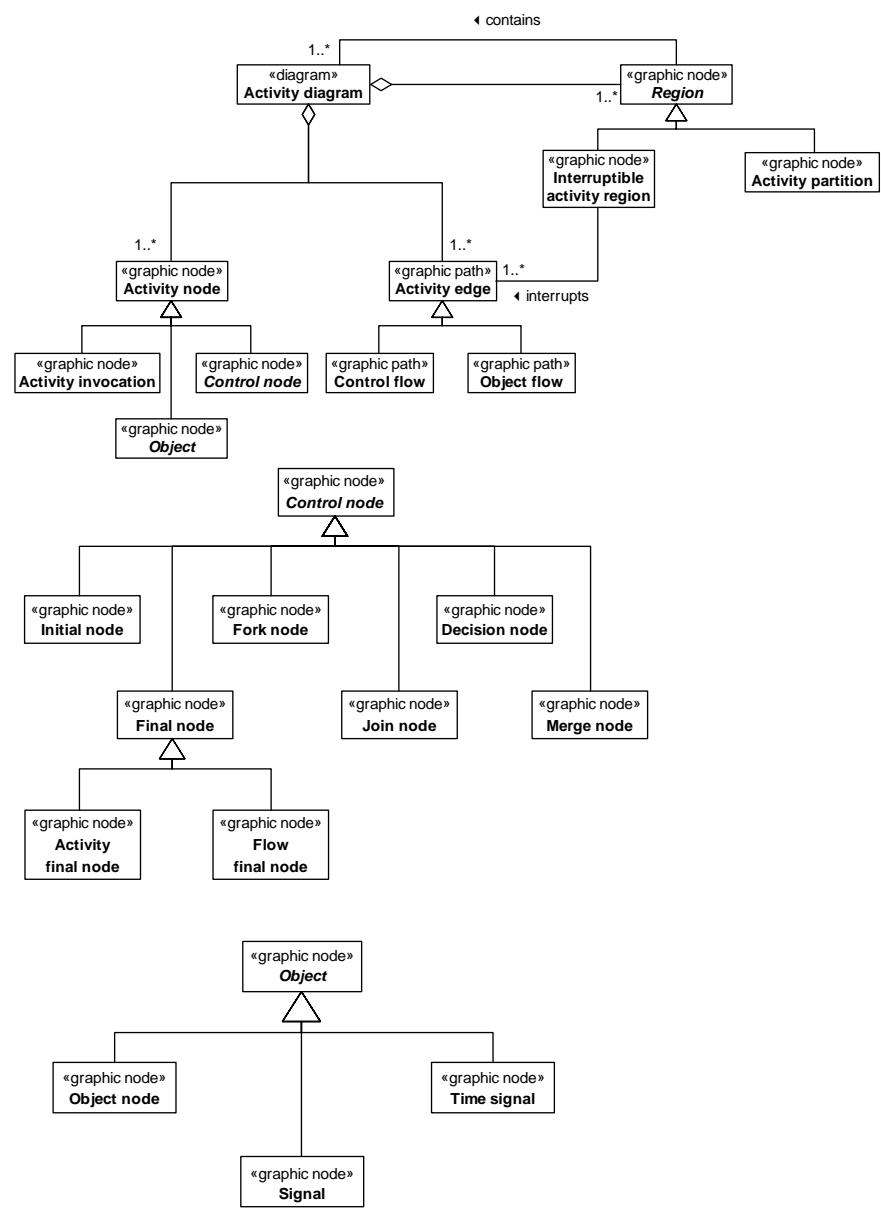 ◂ contains
1..*
«diagram»
Activity diagram
«graphic node»
Region
1..*
«graphic node»
Interruptible
activity region
«graphic node»
Activity partition
1..*
1..*
«graphic node»
Activity node
«graphic path»
Activity edge
1..*
◂ interrupts
«graphic node»
Activity invocation
«graphic node»
Control node
«graphic path»
Control flow
«graphic path»
Object flow
«graphic node»
Object
«graphic node»
Control node
«graphic node»
Initial node
«graphic node»
Fork node
«graphic node»
Decision node
«graphic node»
Final node
«graphic node»
Join node
«graphic node»
Merge node
«graphic node»
Activity
final node
«graphic node»
Flow
final node
«graphic node»
Object
«graphic node»
Object node
«graphic node»
Time signal
«graphic node»
Signal